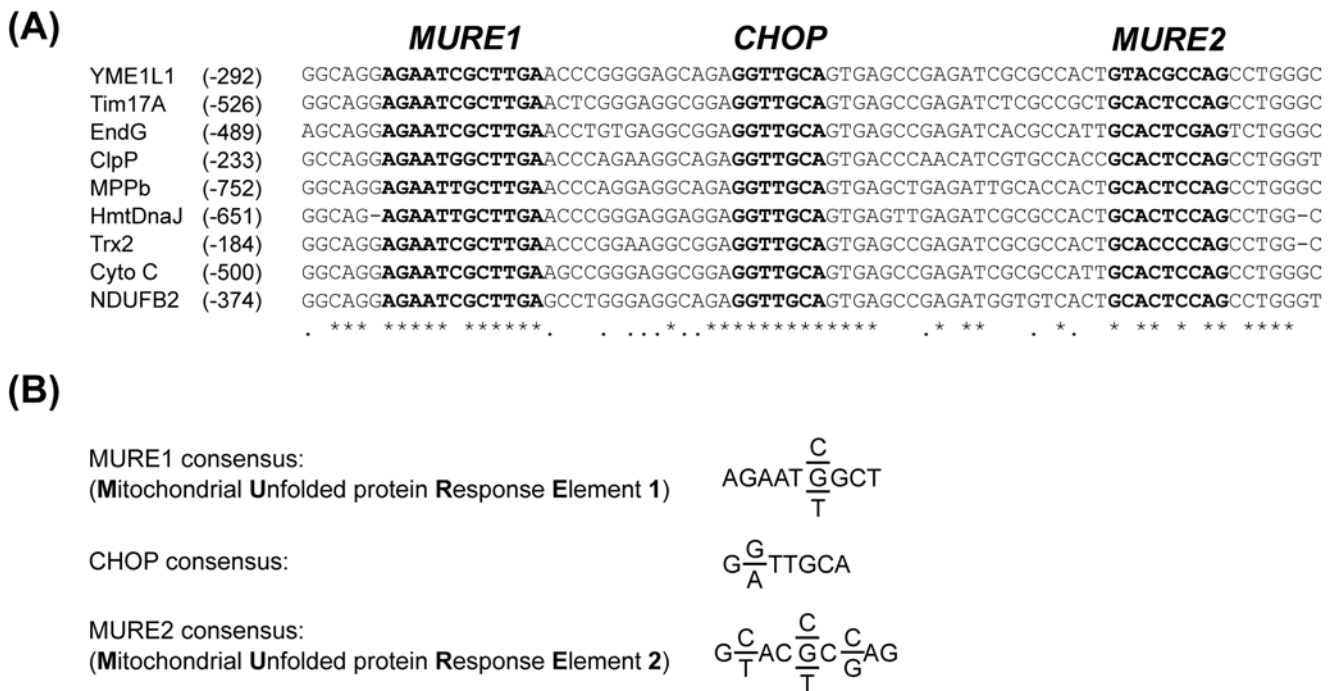 (A)
MURE1 CHOP MURE2
YME1L1 (-292) GGCAGGAGAATCGCTTGAACCCGGGGAGCAGAGGTTGCAGTGAGCCGAGATCGCGCCACTGTACGCCAGCCTGGGC
Tim17A (-526) GGCAGGAGAATCGCTTGAACTCGGGAGGCGGAGGTTGCAGTGAGCCGAGATCTCGCCGCTGCACTCCAGCCTGGGC
EndG (-489) AGCAGGAGAATCGCTTGAACCTGTGAGGCGGAGGTTGCAGTGAGCCGAGATCACGCCATTGCACTCGAGTCTGGGC
ClpP (-233) GCCAGGAGAATGGCTTGAACCCAGAAGGCAGAGGTTGCAGTGACCCAACATCGTGCCACCGCACTCCAGCCTGGGT
MPPb (-752) GGCAGGAGAATTGCTTGAACCCAGGAGGCAGAGGTTGCAGTGAGCTGAGATTGCACCACTGCACTCCAGCCTGGGC
HmtDnaJ (-651) GGCAG-AGAATTGCTTGAACCCGGGAGGAGGAGGTTGCAGTGAGTTGAGATCGCGCCACTGCACTCCAGCCTGG-C
Trx2 (-184) GGCAGGAGAATCGCTTGAACCCGGAAGGCGGAGGTTGCAGTGAGCCGAGATCGCGCCACTGCACCCCAGCCTGG-C
Cyto C (-500) GGCAGGAGAATCGCTTGAAGCCGGGAGGCGGAGGTTGCAGTGAGCCGAGATCGCGCCATTGCACTCCAGCCTGGGC
NDUFB2 (-374) GGCAGGAGAATCGCTTGAGCCTGGGAGGCAGAGGTTGCAGTGAGCCGAGATGGTGTCACTGCACTCCAGCCTGGGT
. *** ***** ******. . ...*..************* .* ** . *. * ** * ** ****
(B)
MURE1 consensus:
(Mitochondrial Unfolded protein Response Element 1)
C
AGAATGGCT
T
CHOP consensus:
G
G TTGCA
A
MURE2 consensus:
(Mitochondrial Unfolded protein Response Element 2)
C C C
G AC G C AG
T T G